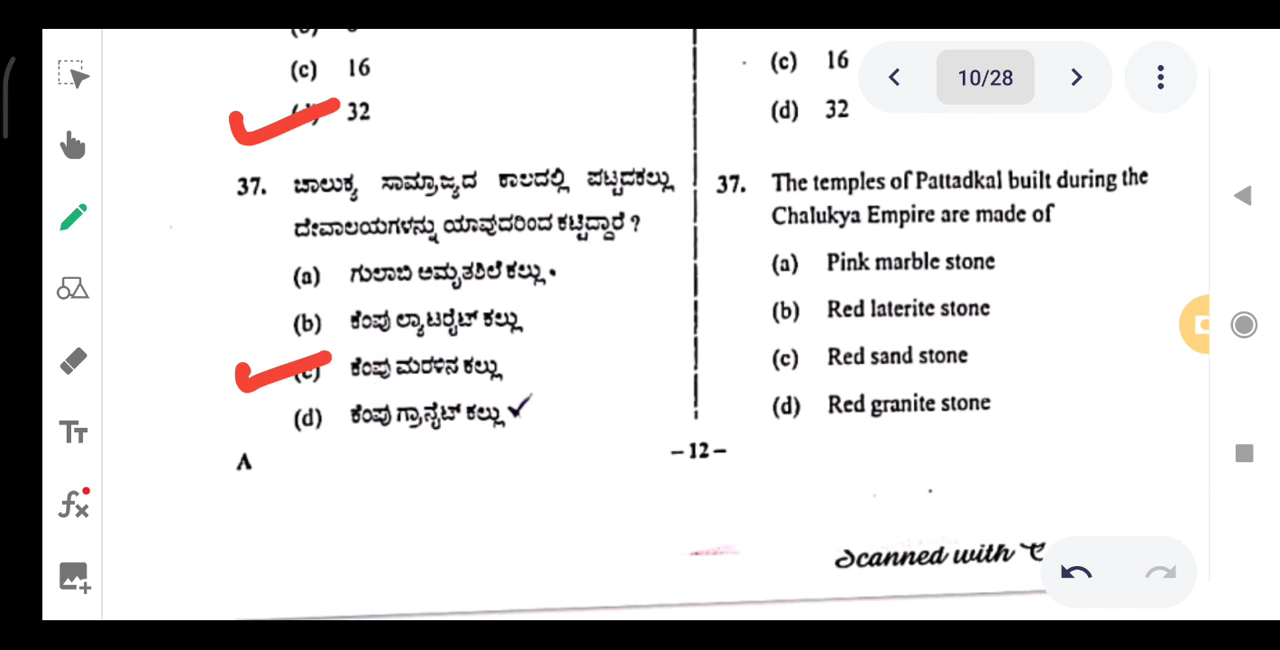 (c) 16
32
37. ಚಾಲುಕ್ಯ ಸಾಮ್ರಾಜ್ಯದ ಕಾಲದಲ್ಲಿ ಪಟ್ಟದಕಲ್ಲು
ದೇವಾಲಯಗಳನ್ನು ಯಾವುದರಿಂದ ಕಟ್ಟಿದ್ದಾರೆ ?
(a) ಗುಲಾಬಿ ಅಮೃತಶಿಲೆ ಕಲ್ಲು
(b) ಕೆಂಪು ಲ್ಯಾಟರೈಟ್ ಕಲ್ಲು
(c) ಕೆಂಪು ಮರಳಿನ ಕಲ್ಲು
(d) ಕೆಂಪು ಗ್ರಾನೈಟ್ ಕಲ್ಲು
A
(c) 16
(d) 32
37. The temples of Pattadkal built during the
Chalukya Empire are made of
(a) Pink marble stone
(b) Red laterite stone
(c) Red sand stone
(d) Red granite stone
– 12 –
Scanned with
10/28
Tт
fx